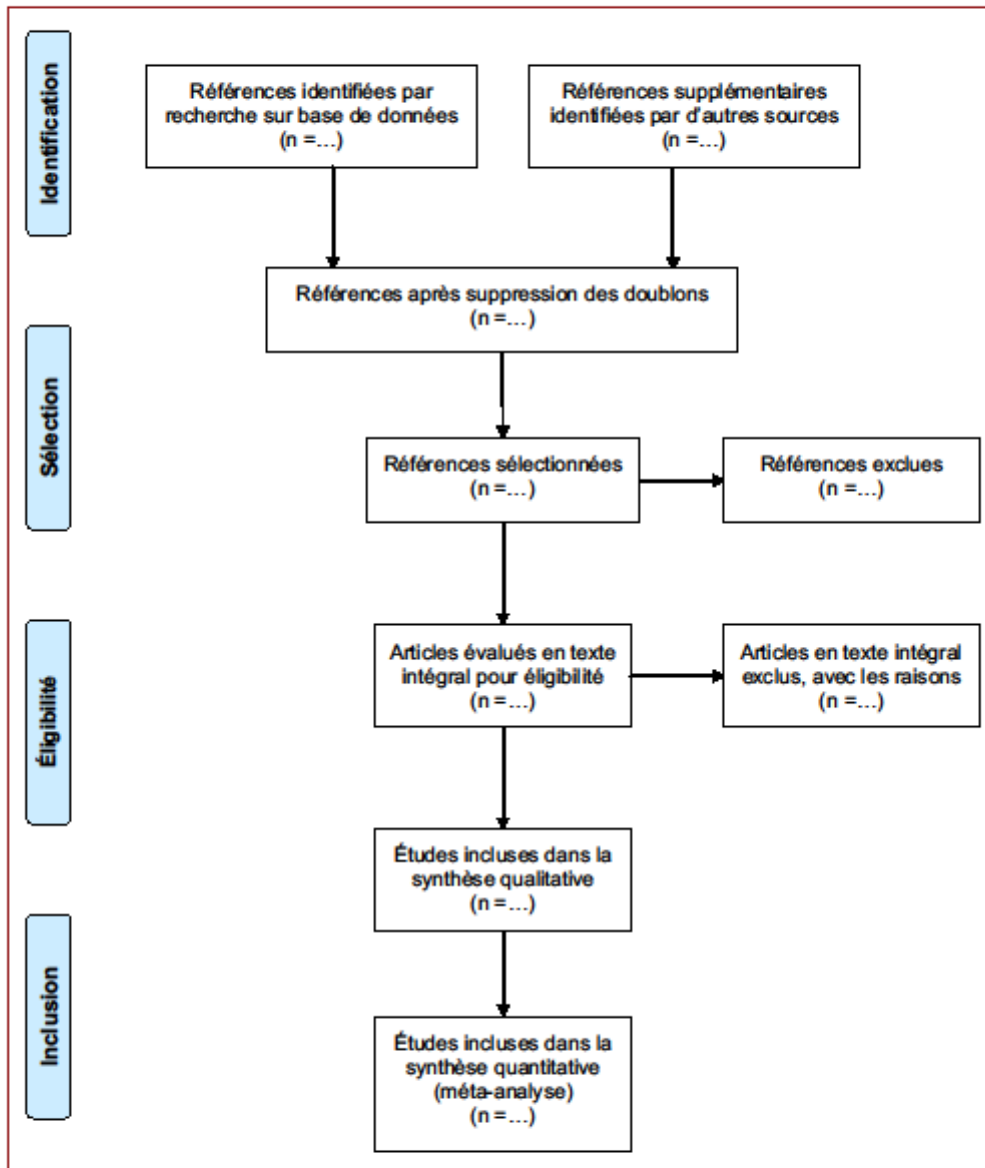 Identification
Références identifiées par
recherche sur base de données
(n =…)
Références supplémentaires
identifiées par d'autres sources
(n =…)
Références après suppression des doublons
(n =…)
Sélection
Références sélectionnées
(n =…)
Références exclues
(n =…)
Éligibilité
Articles évalués en texte
intégral pour éligibilité
(n =…)
Articles en texte intégral
exclus, avec les raisons
(n =…)
Études incluses dans la
synthèse qualitative
(n =…)
Inclusion
Études incluses dans la
synthèse quantitative
(méta-analyse)
(n =…)